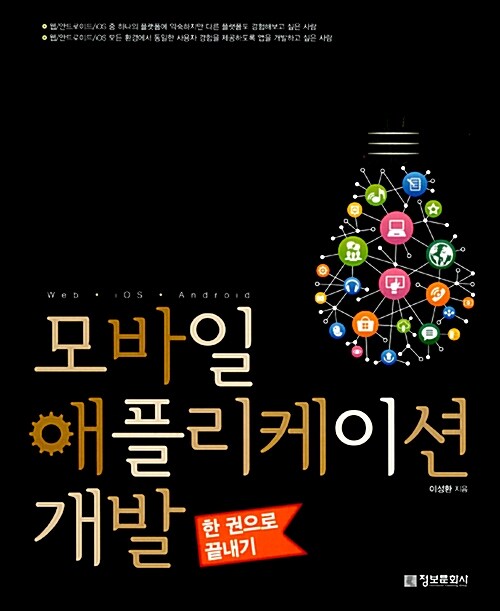 웹/안드로이드/iOS 중 하나의 플랫폼에 익숙하지만 다른 플랫폼도 경험해보고 싶은 사람
웹/안드로이드/iOS 모든 환경에서 동일한 사용자 경험을 제공하도록 앱을 개발하고 싶은 사람
Web • iOS • Android
모바일
애플리케이션
이성환 지음
개발
한 권으로
끝내기
정보문화사